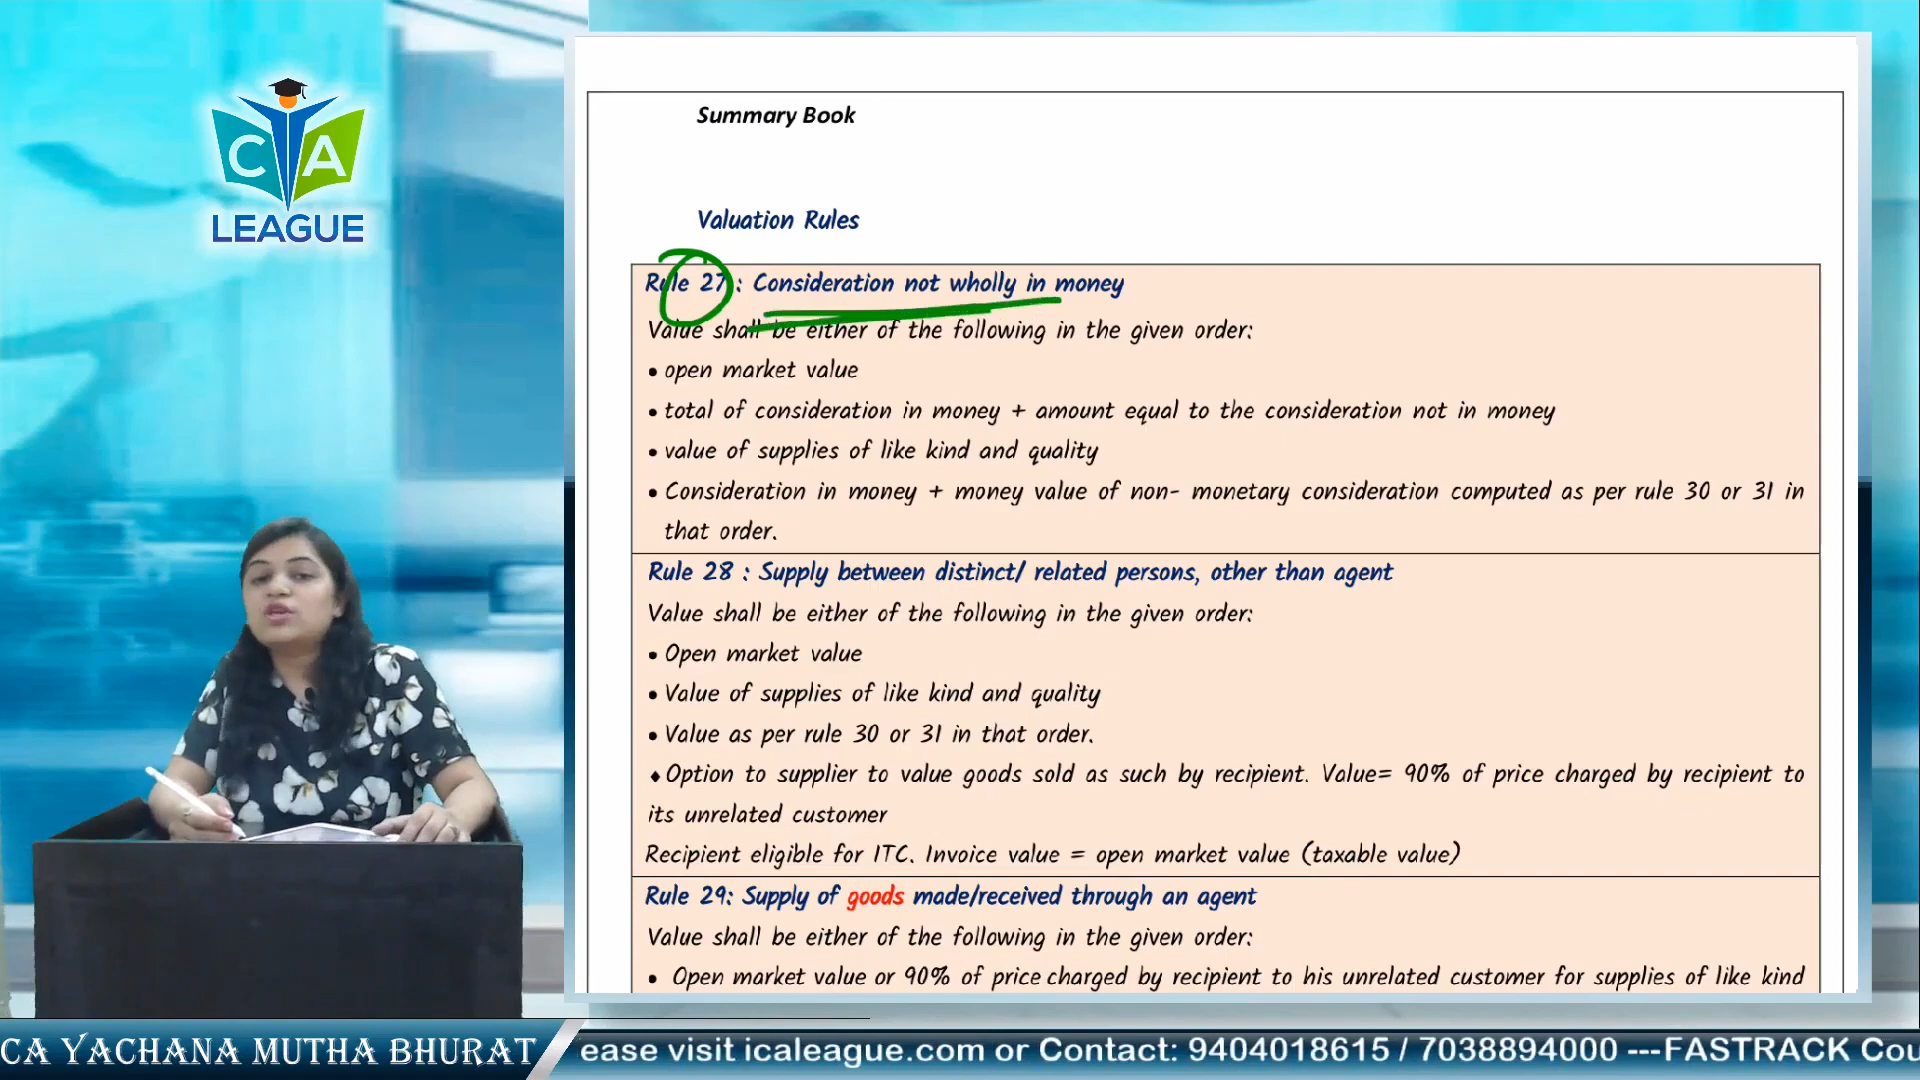 C A
LEAGUE
Summary Book
Valuation Rules
Rule 27 : Consideration not wholly in money
Value shall be either of the following in the given order:
• open market value
• total of consideration in money + amount equal to the consideration not in money
• value of supplies of like kind and quality
• Consideration in money + money value of non- monetary consideration computed as per rule 30 or 31 in
that order.
Rule 28 : Supply between distinct/ related persons, other than agent
Value shall be either of the following in the given order:
• Open market value
• Value of supplies of like kind and quality
• Value as per rule 30 or 31 in that order.
♦Option to supplier to value goods sold as such by recipient. Value= 90% of price charged by recipient to
its unrelated customer
Recipient eligible for ITC. Invoice value = open market value (taxable value)
Rule 29: Supply of goods made/received through an agent
Value shall be either of the following in the given order:
• Open market value or 90% of price charged by recipient to his unrelated customer for supplies of like kind
CA YACHANA MUTHA BHURAT
ease visit icaleague.com or Contact: 9404018615 / 7038894000 ---FASTRACK Cou